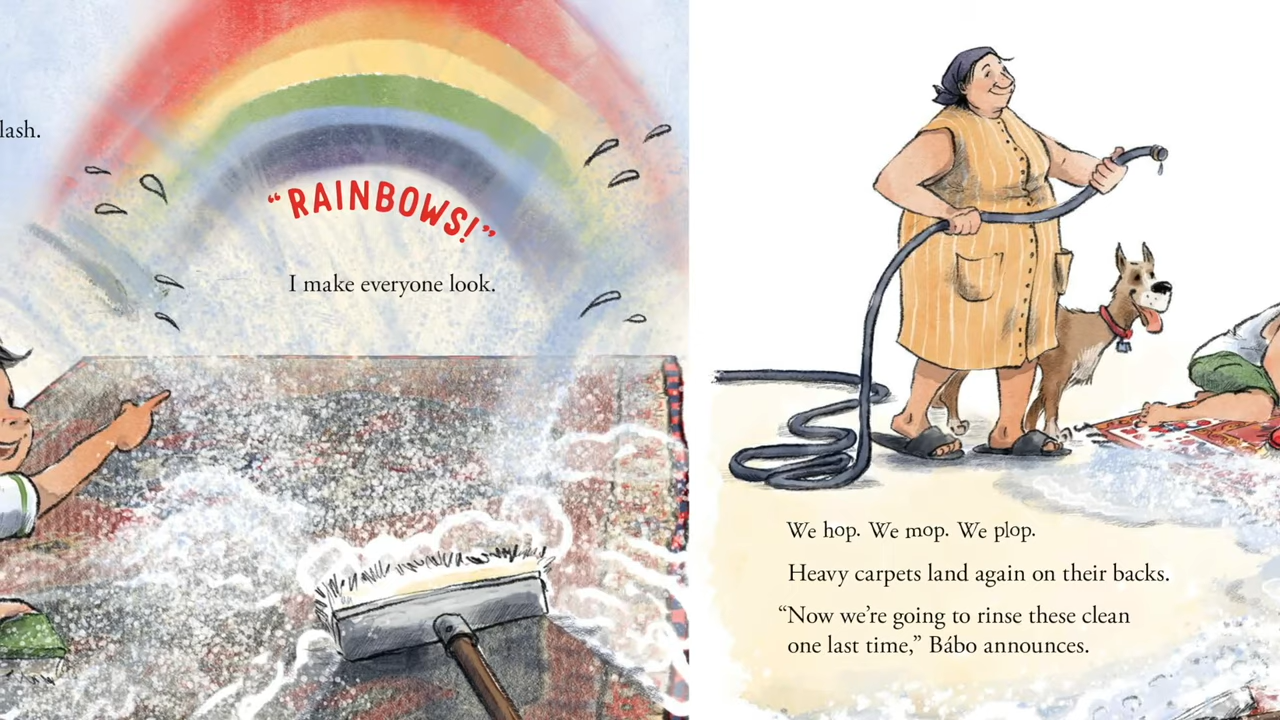 lash.
“RAINBOWS!”
I make everyone look.
We hop. We mop. We plop.
Heavy carpets land again on their backs.
“Now we’re going to rinse these clean
one last time,” Bábo announces.